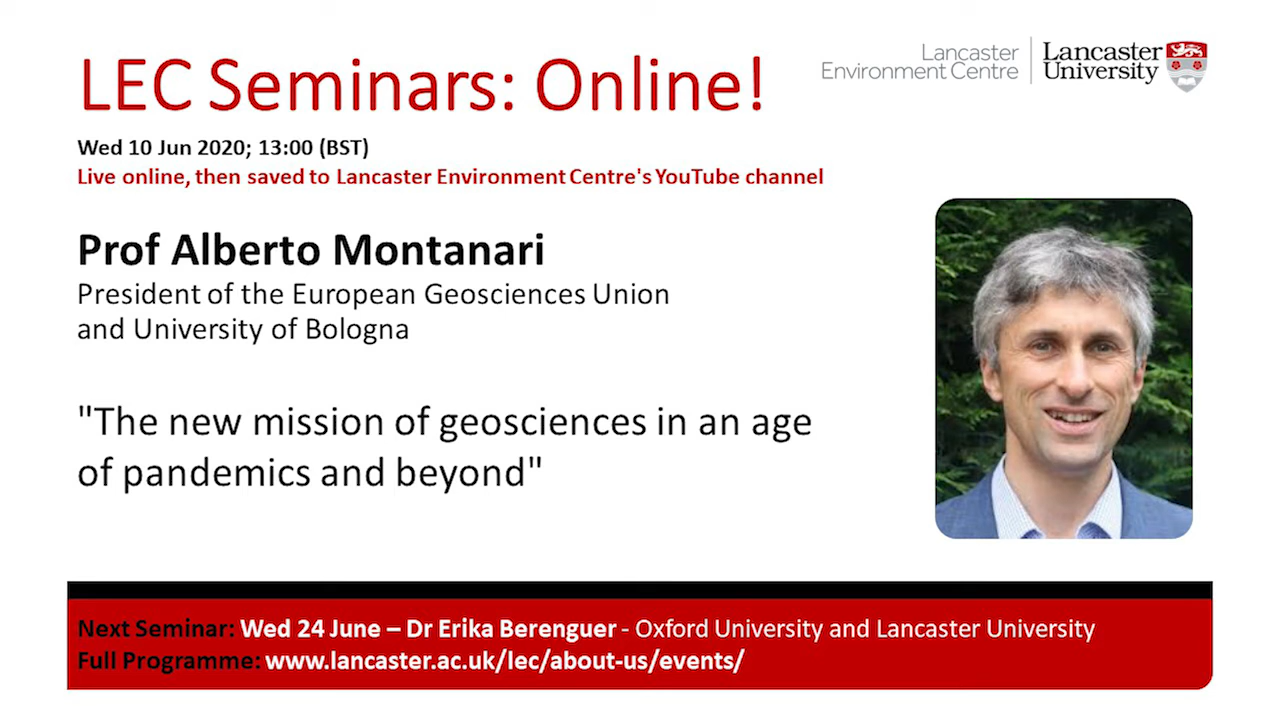 LEC Seminars: Online!
Lancaster
Environment Centre
Lancaster
University
Wed 10 Jun 2020; 13:00 (BST)
Live online, then saved to Lancaster Environment Centre's YouTube channel
Prof Alberto Montanari
President of the European Geosciences Union
and University of Bologna
"The new mission of geosciences in an age
of pandemics and beyond"
Next Seminar: Wed 24 June – Dr Erika Berenguer - Oxford University and Lancaster University
Full Programme: www.lancaster.ac.uk/lec/about-us/events/